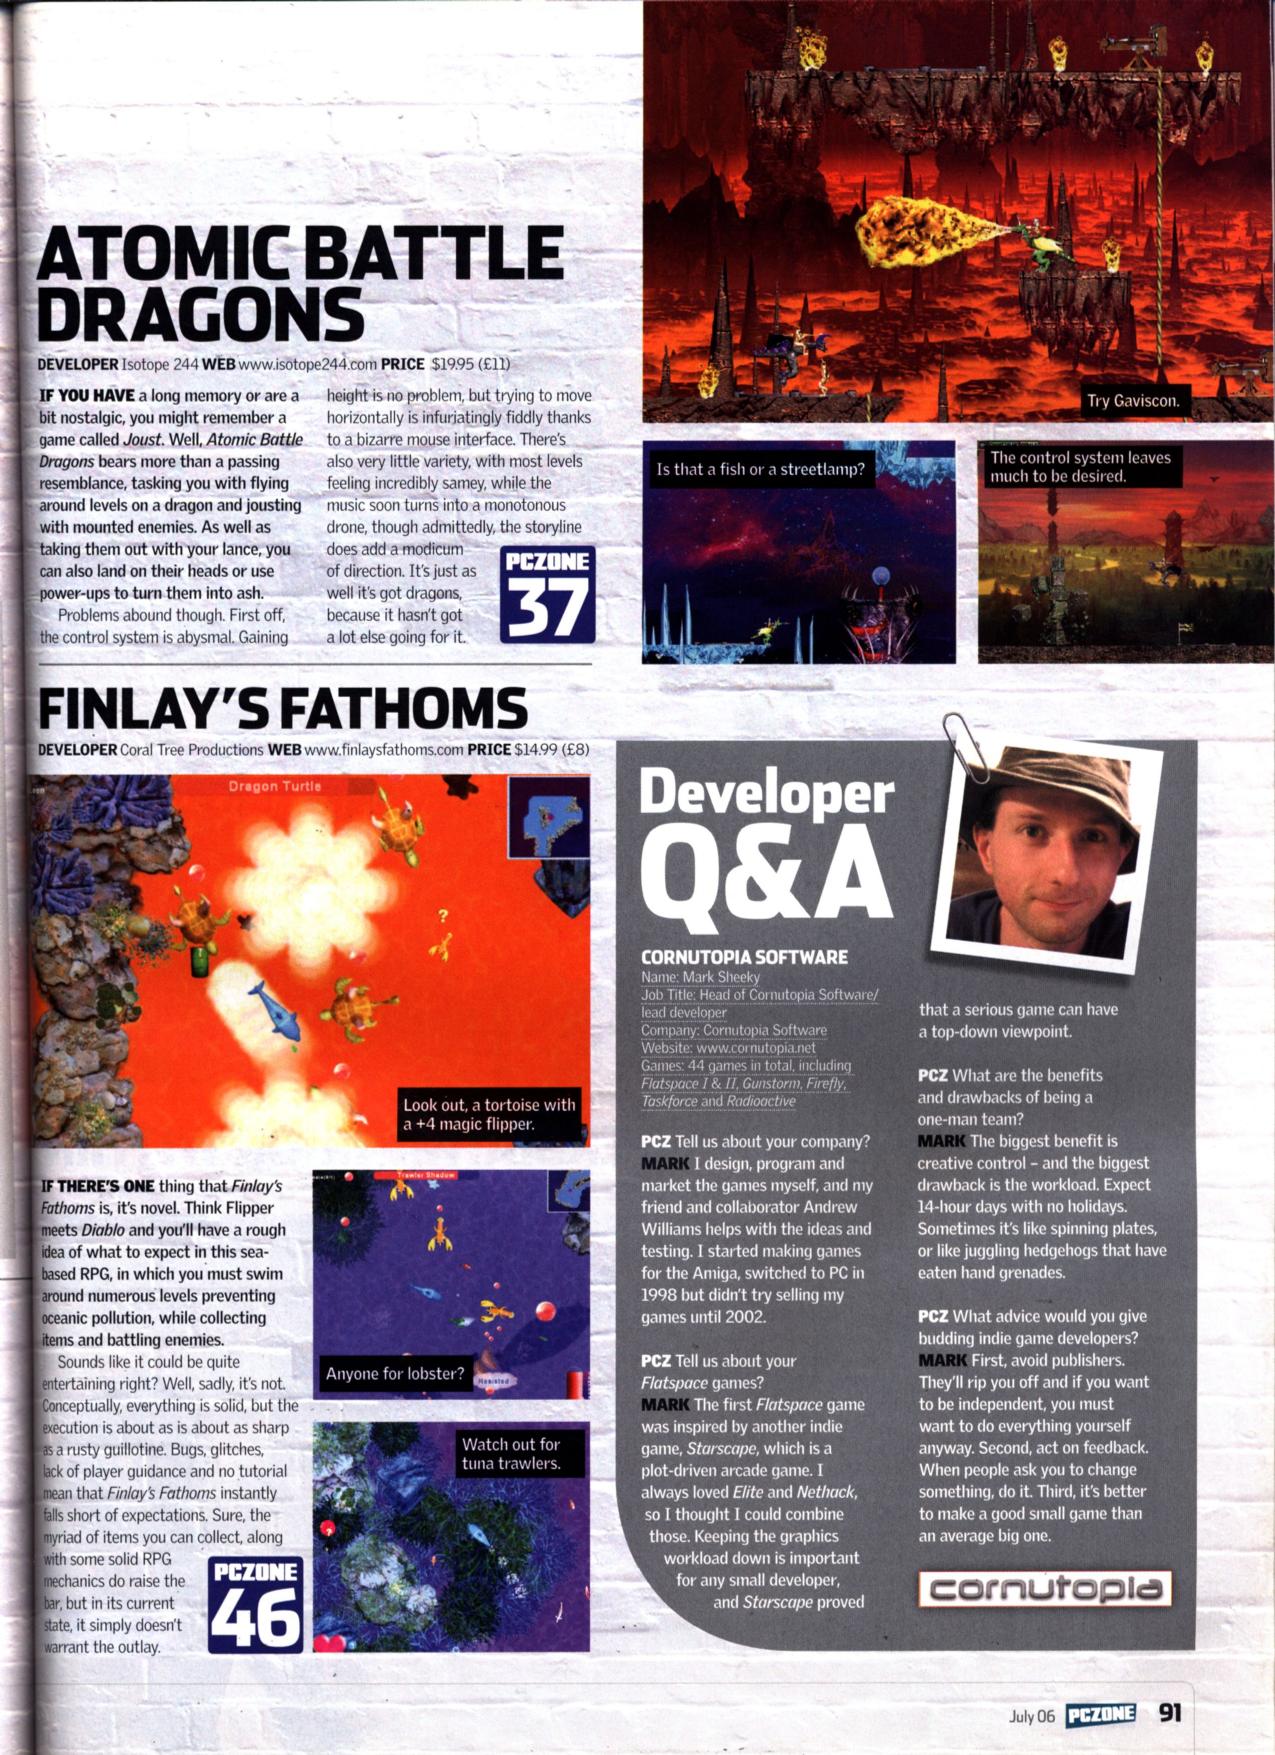 ATOMIC BATTLE
DRAGONS
DEVELOPER Isotope 244 WEB www.isotope244.com PRICE $19.95 (£11)
IF YOU HAVE a long memory or are a
bit nostalgic, you might remember a
game called Joust. Well, Atomic Battle
Dragons bears more than a passing
resemblance, tasking you with flying
around levels on a dragon and jousting
with mounted enemies. As well as
taking them out with your lance, you
can also land on their heads or use
power-ups to turn them into ash.
Problems abound though. First off,
the control system is abysmal. Gaining
height is no problem, but trying to move
horizontally is infuriatingly fiddly thanks
to a bizarre mouse interface. There's
also very little variety, with most levels
feeling incredibly samey, while the
music soon turns into a monotonous
drone, though admittedly, the storyline
does add a modicum
of direction. It's just as
well it's got dragons,
because it hasn't got
a lot else going for it.
PCZONE
37
Try Gaviscon.
Is that a fish or a streetlamp?
The control system leaves
much to be desired.
FINLAY'S FATHOMS
DEVELOPER Coral Tree Productions WEB www.finlaysfathoms.com PRICE $14.99 (£8)
Dragon Turtle
?
Look out, a tortoise with
a +4 magic flipper.
IF THERE'S ONE thing that Finlay's
Fathoms is, it's novel. Think Flipper
meets Diablo and you'll have a rough
idea of what to expect in this sea-
based RPG, in which you must swim
around numerous levels preventing
oceanic pollution, while collecting
items and battling enemies.
Sounds like it could be quite
entertaining right? Well, sadly, it's not.
Conceptually, everything is solid, but the
execution is about as is about as sharp
as a rusty guillotine. Bugs, glitches,
lack of player guidance and no tutorial
mean that Finlay's Fathoms instantly
falls short of expectations. Sure, the
myriad of items you can collect, along
with some solid RPG
mechanics do raise the
bar, but in its current
state, it simply doesn't
warrant the outlay.
PCZONE
46
Trawler Shadow
Anyone for lobster?
Resisted
Watch out for
tuna trawlers.
Developer
Q&A
CORNUTOPIA SOFTWARE
Name: Mark Sheeky
Job Title: Head of Cornutopia Software/
lead developer
Company: Cornutopia Software
Website: www.cornutopia.net
Games: 44 games in total, including
Flatspace I & II, Gunstorm, Firefly,
Taskforce and Radioactive
PCZ Tell us about your company?
MARK I design, program and
market the games myself, and my
friend and collaborator Andrew
Williams helps with the ideas and
testing. I started making games
for the Amiga, switched to PC in
1998 but didn't try selling my
games until 2002.
PCZ Tell us about your
Flatspace games?
MARK The first Flatspace game
was inspired by another indie
game, Starscape, which is a
plot-driven arcade game. I
always loved Elite and Nethack,
so I thought I could combine
those. Keeping the graphics
workload down is important
for any small developer,
and Starscape proved
that a serious game can have
a top-down viewpoint.
PCZ What are the benefits
and drawbacks of being a
one-man team?
MARK The biggest benefit is
creative control – and the biggest
drawback is the workload. Expect
14-hour days with no holidays.
Sometimes it's like spinning plates,
or like juggling hedgehogs that have
eaten hand grenades.
PCZ What advice would you give
budding indie game developers?
MARK First, avoid publishers.
They'll rip you off and if you want
to be independent, you must
want to do everything yourself
anyway. Second, act on feedback.
When people ask you to change
something, do it. Third, it's better
to make a good small game than
an average big one.
cornutopia
July 06 PCZONE 91